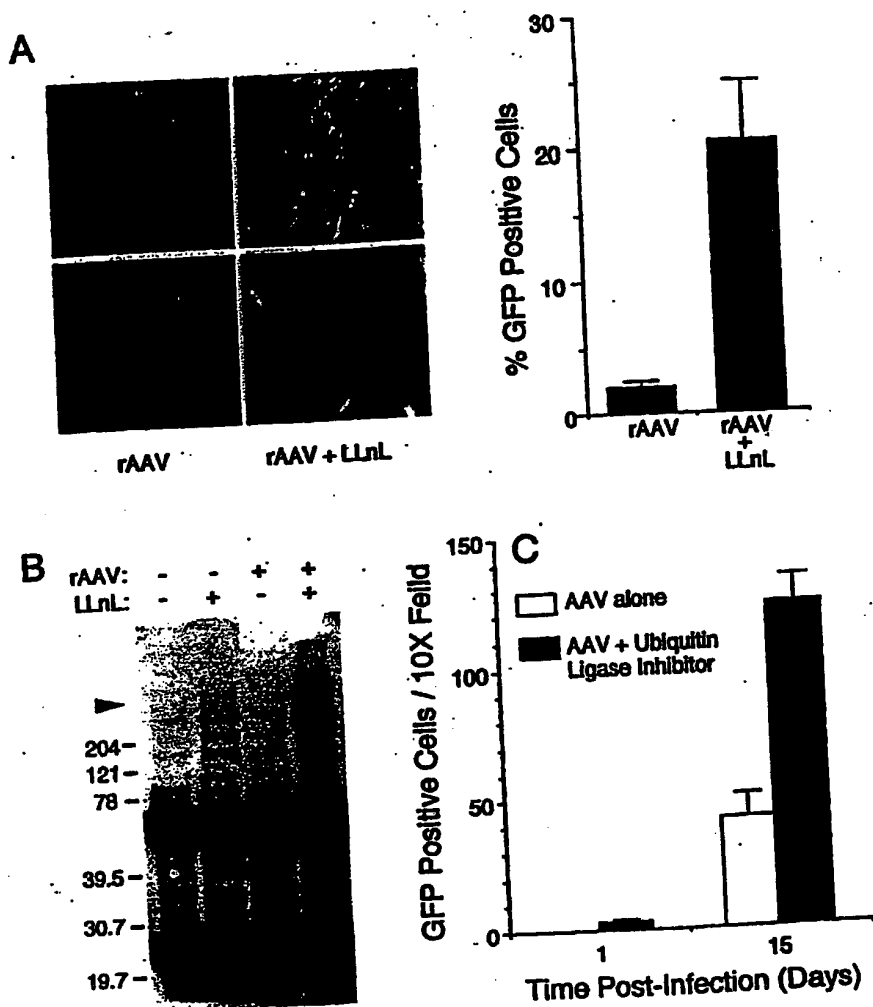 A
30
20
10
0
% GFP Positive Cells
rAAV
rAAV + LLnL
rAAV
rAAV
+
LLnL
B
rAAV: - - + +
LLnL: - + - +
204
121
78
39.5
30.7
19.7
C
150
100
50
0
GFP Positive Cells / 10X Feild
AAV alone
AAV + Ubiquitin
Ligase Inhibitor
1
15
Time Post-Infection (Days)